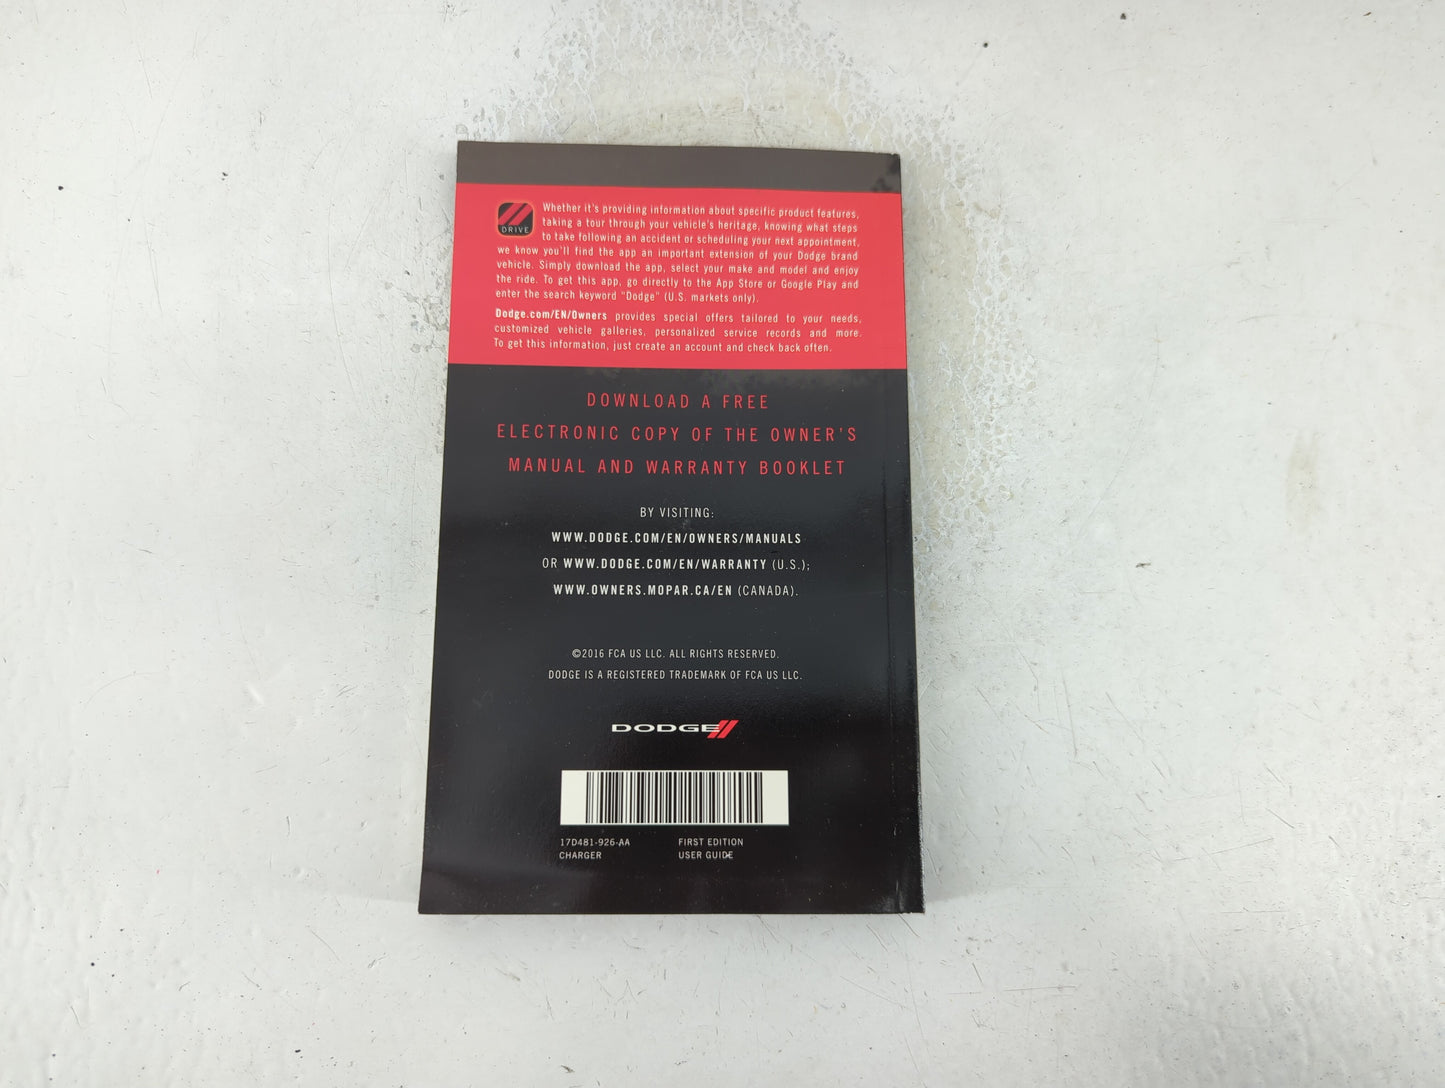 DRIVE
Whether it's providing information about specific product features,
taking a tour through your vehicle's heritage, knowing what steps
to take following an accident or scheduling your next appointment,
we know you'll find the app an important extension of your Dodge brand
vehicle. Simply download the app, select your make and model and enjoy
the ride. To get this app, go directly to the App Store or Google Play and
enter the search keyword "Dodge" (U.S. markets only).
Dodge.com/EN/Owners provides special offers tailored to your needs,
customized vehicle galleries, personalized service records and more.
To get this information, just create an account and check back often.
DOWNLOAD A FREE
ELECTRONIC COPY OF THE OWNER'S
MANUAL AND WARRANTY BOOKLET
BY VISITING:
WWW.DODGE.COM/EN/OWNERS/MANUALS
OR WWW.DODGE.COM/EN/WARRANTY (U.S.);
WWW.OWNERS.MOPAR.CA/EN (CANADA).
©2016 FCA US LLC. ALL RIGHTS RESERVED.
DODGE IS A REGISTERED TRADEMARK OF FCA US LLC.
DODGE
17D481-926-AA FIRST EDITION
CHARGER USER GUIDE